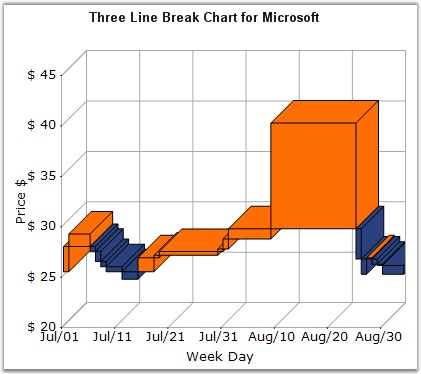 Three Line Break Chart for Microsoft
$ 45
$ 40
$ 35
$ 30
$ 25
$ 20
Price $
Jul/01 Jul/11 Jul/21 Jul/31 Aug/10 Aug/20 Aug/30
Week Day